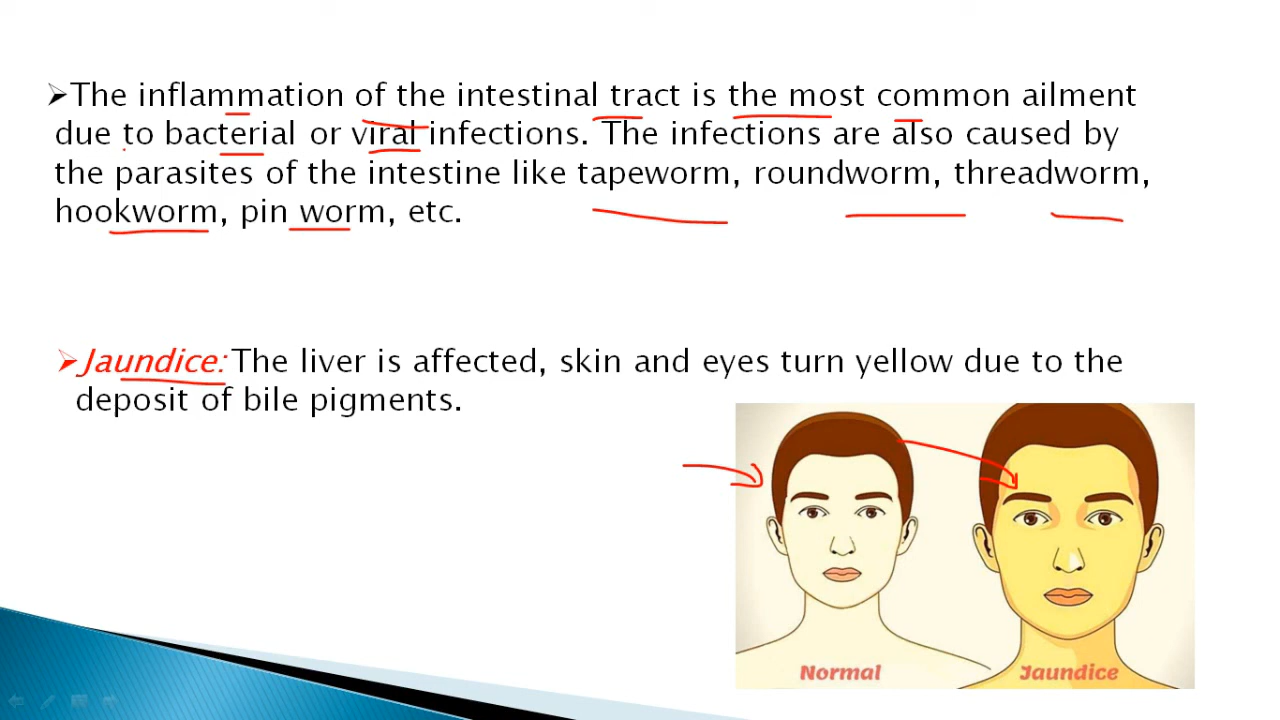 ➢The inflammation of the intestinal tract is the most common ailment
due to bacterial or viral infections. The infections are also caused by
the parasites of the intestine like tapeworm, roundworm, threadworm,
hookworm, pin worm, etc.
➢Jaundice: The liver is affected, skin and eyes turn yellow due to the
deposit of bile pigments.
Normal
Jaundice